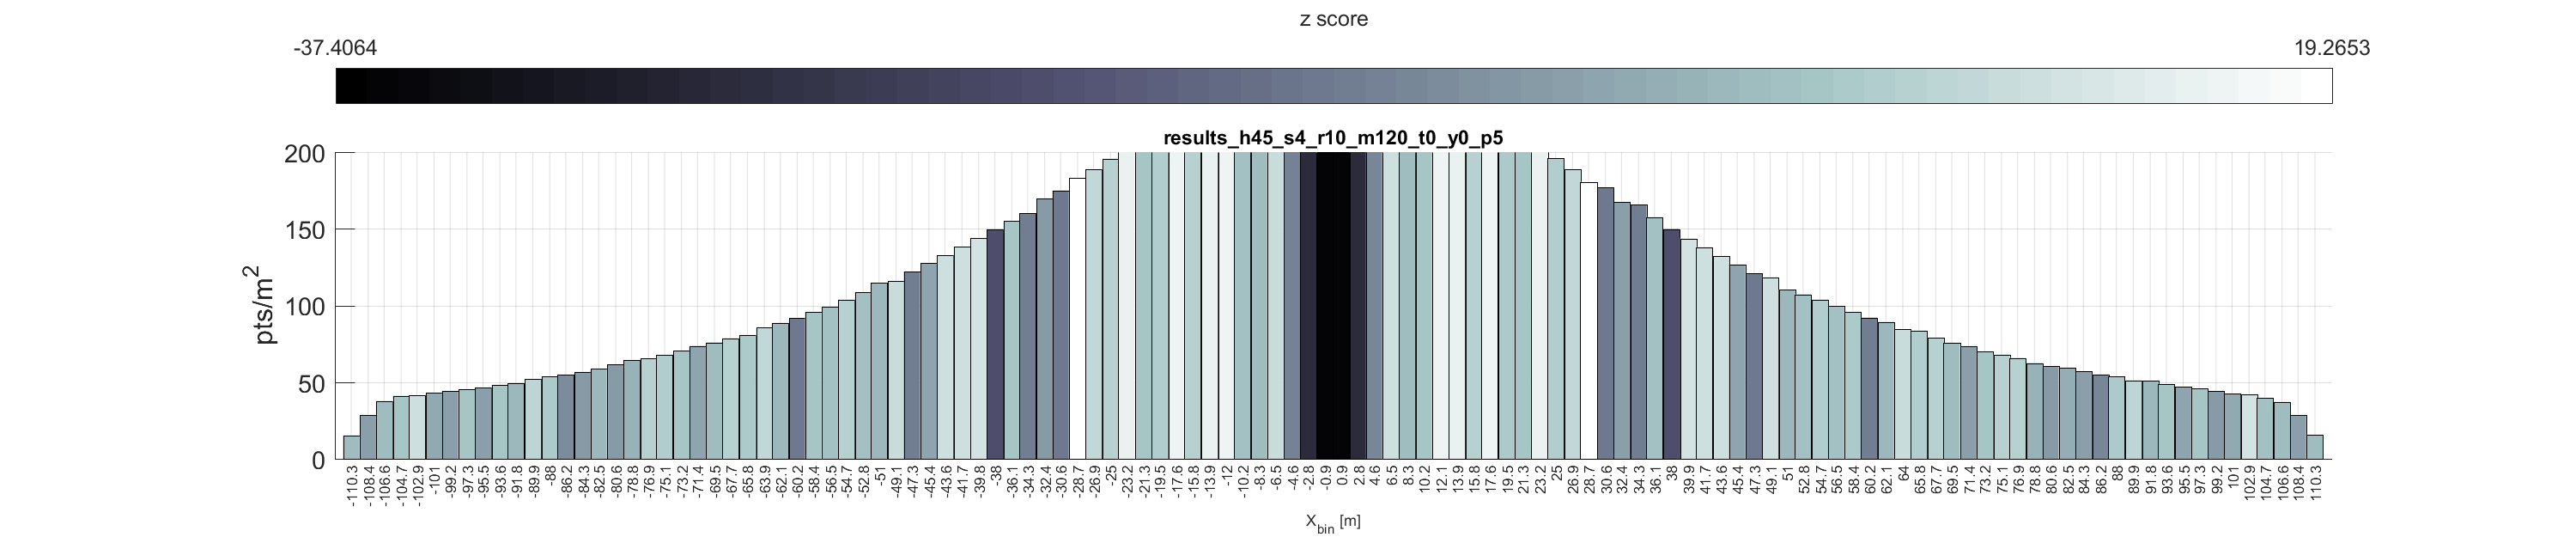 z score
-37.4064 19.2653
results_h45_s4_r10_m120_t0_y0_p5
200
150
100
50
0
pts/m2
-110.3 -108.4 -106.6 -104.7 -102.9 -101 -99.2 -97.3 -95.5 -93.6 -91.8 -89.9 -88 -86.2 -84.3 -82.5 -80.6 -78.8 -76.9 -75.1 -73.2 -71.4 -69.5 -67.7 -65.8 -63.9 -62.1 -60.2 -58.4 -56.5 -54.7 -52.8 -51 -49.1 -47.3 -45.4 -43.6 -41.7 -39.8 -38 -36.1 -34.3 -32.4 -30.6 -28.7 -26.9 -25 -23.2 -21.3 -19.5 -17.6 -15.8 -13.9 -12 -10.2 -8.3 -6.5 -4.6 -2.8 -0.9 0.9 2.8 4.6 6.5 8.3 10.2 12.1 13.9 15.8 17.6 19.5 21.3 23.2 25 26.9 28.7 30.6 32.4 34.3 36.1 38 39.9 41.7 43.6 45.4 47.3 49.1 51 52.8 54.7 56.5 58.4 60.2 62.1 64 65.8 67.7 69.5 71.4 73.2 75.1 76.9 78.8 80.6 82.5 84.3 86.2 88 89.9 91.8 93.6 95.5 97.3 99.2 101 102.9 104.7 106.6 108.4 110.3
Xbin [m]